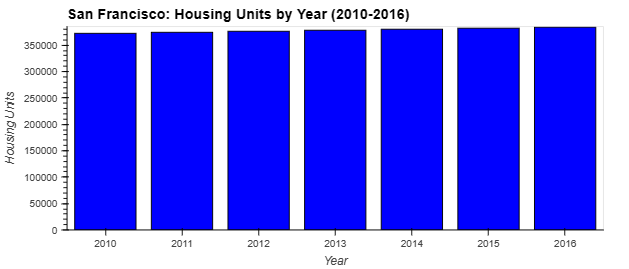 San Francisco: Housing Units by Year (2010-2016)
350000
300000
250000
200000
150000
100000
50000
0
Housing Units
2010 2011 2012 2013 2014 2015 2016
Year